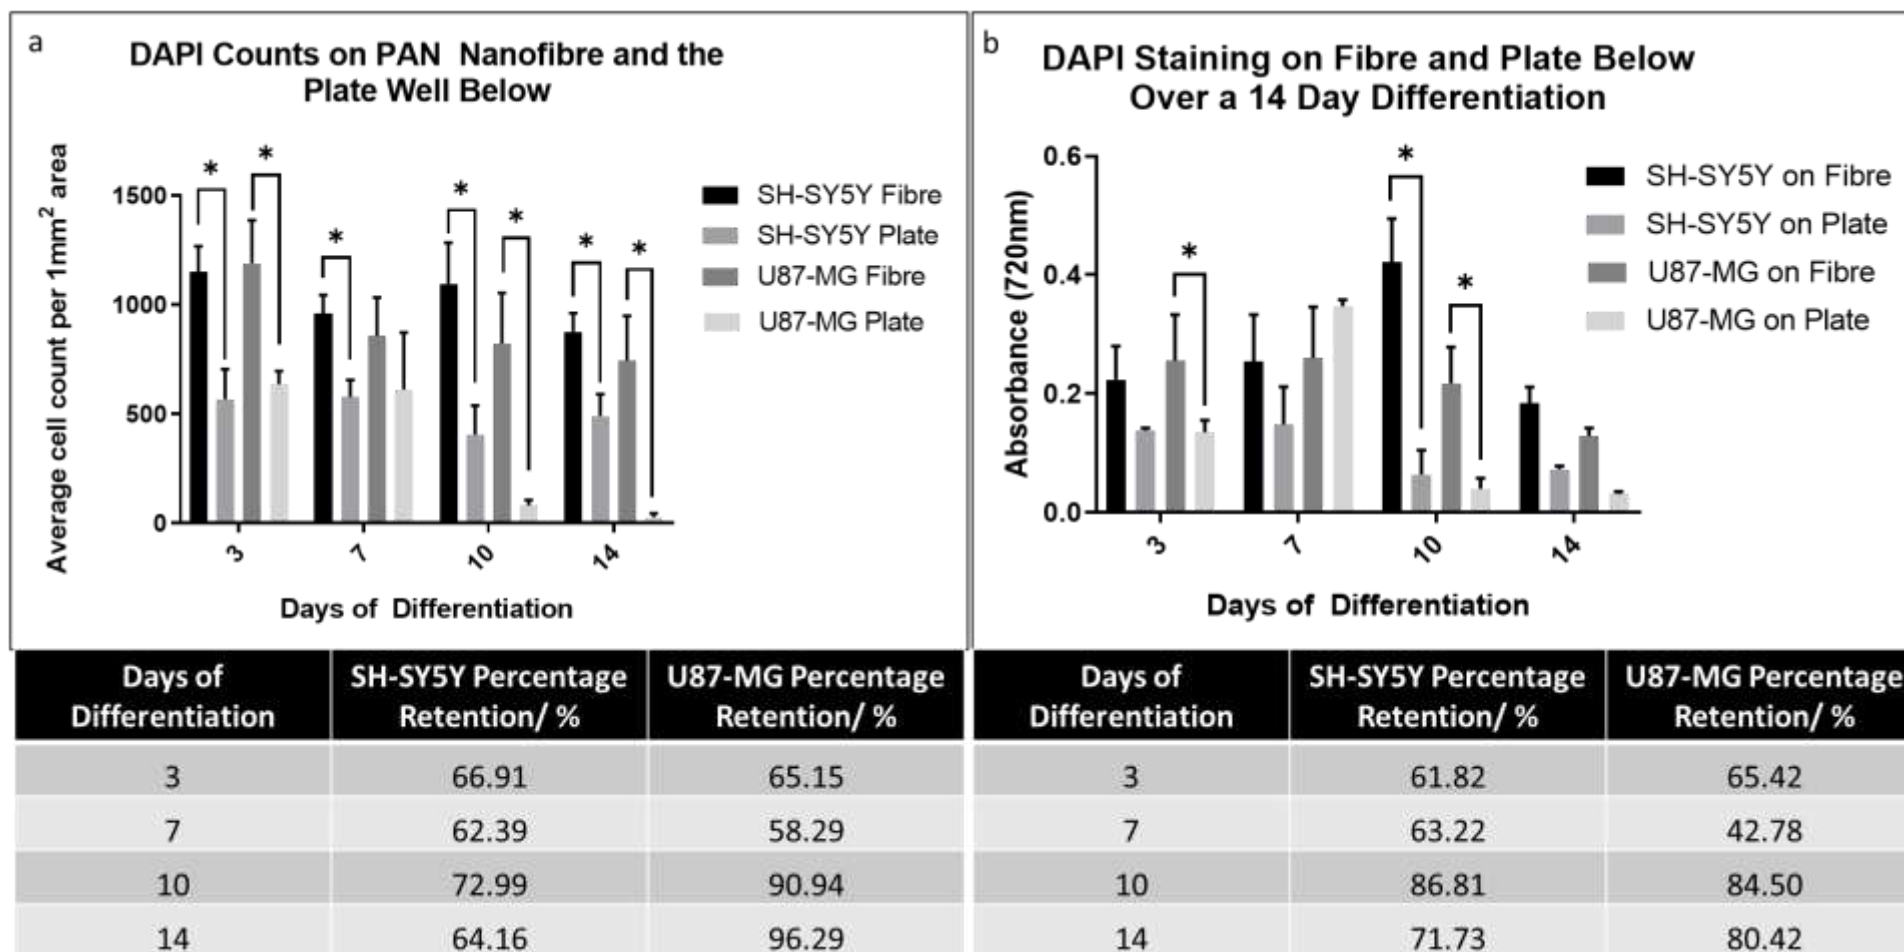 a
DAPI Counts on PAN Nanofibre and the
Plate Well Below
Average cell count per 1mm² area
1500
1000
500
0
* * * * * * *
3 7 10 14
Days of Differentiation
SH-SY5Y Fibre
SH-SY5Y Plate
U87-MG Fibre
U87-MG Plate
b
DAPI Staining on Fibre and Plate Below
Over a 14 Day Differentiation
Absorbance (720nm)
0.6
0.4
0.2
0.0
* * *
3 7 10 14
Days of Differentiation
SH-SY5Y on Fibre
SH-SY5Y on Plate
U87-MG on Fibre
U87-MG on Plate
Days of Differentiation SH-SY5Y Percentage Retention/ % U87-MG Percentage Retention/ %
3 66.91 65.15
7 62.39 58.29
10 72.99 90.94
14 64.16 96.29
Days of Differentiation SH-SY5Y Percentage Retention/ % U87-MG Percentage Retention/ %
3 61.82 65.42
7 63.22 42.78
10 86.81 84.50
14 71.73 80.42